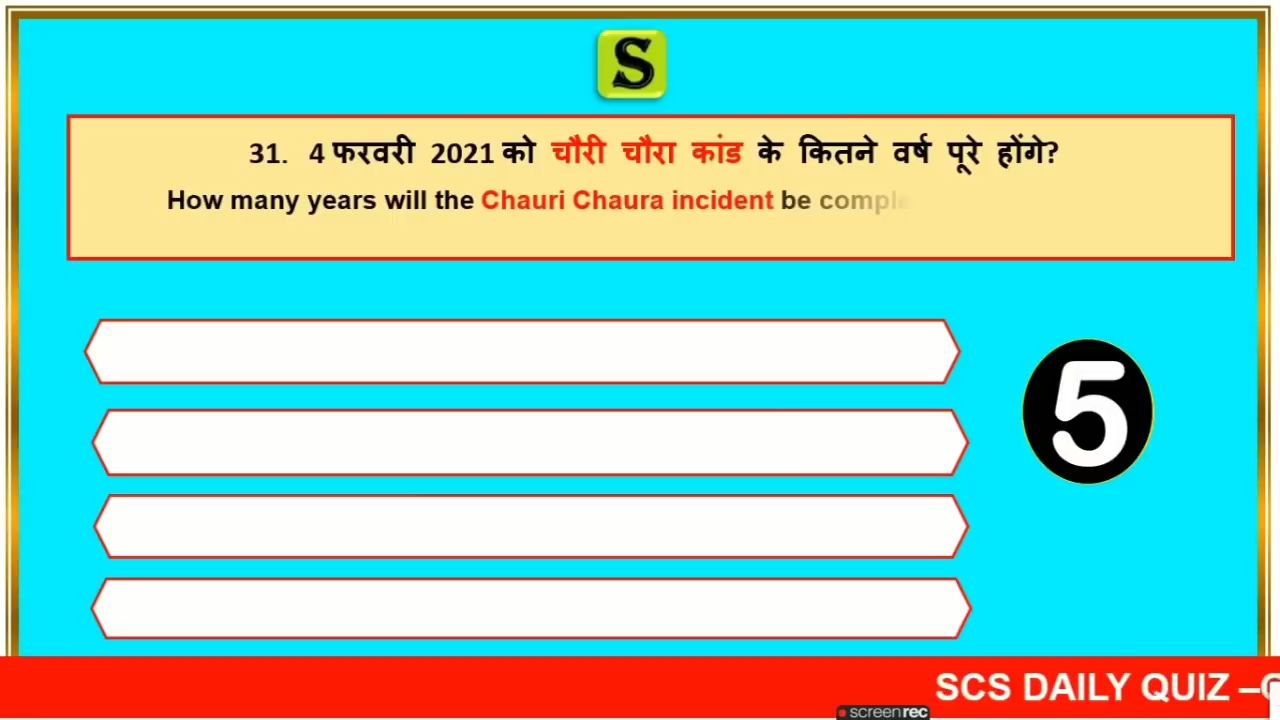 S
31. 4 फरवरी 2021 को चौरी चौरा कांड के कितने वर्ष पूरे होंगे?
How many years will the Chauri Chaura incident be
5
SCS DAILY QUIZ –
screenrec